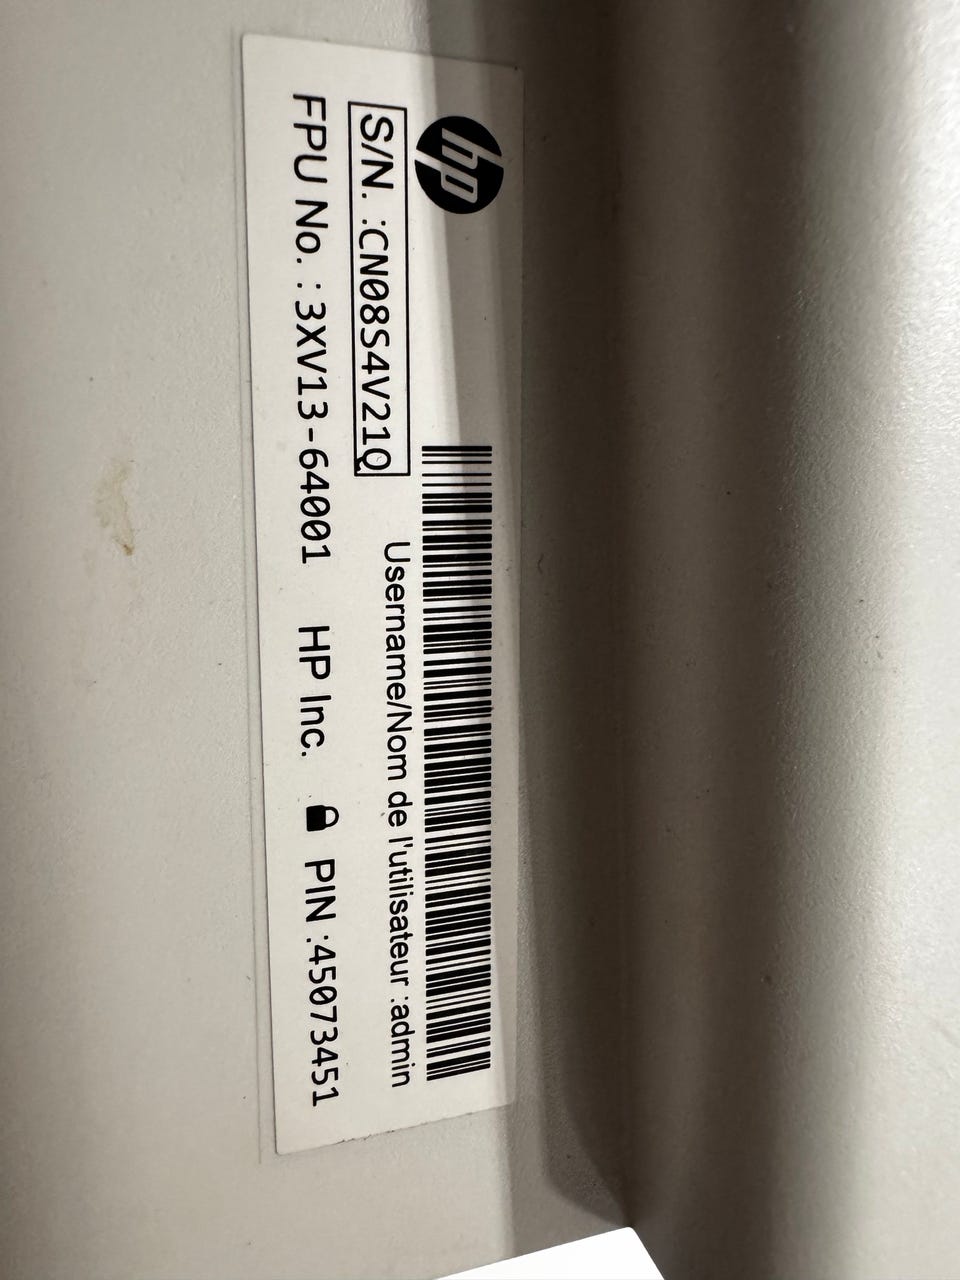 hp
S/N. :CN08S4V21Q
Username/Nom de l'utilisateur :admin
FPU No. : 3XV13-64001 HP Inc. PIN :45073451